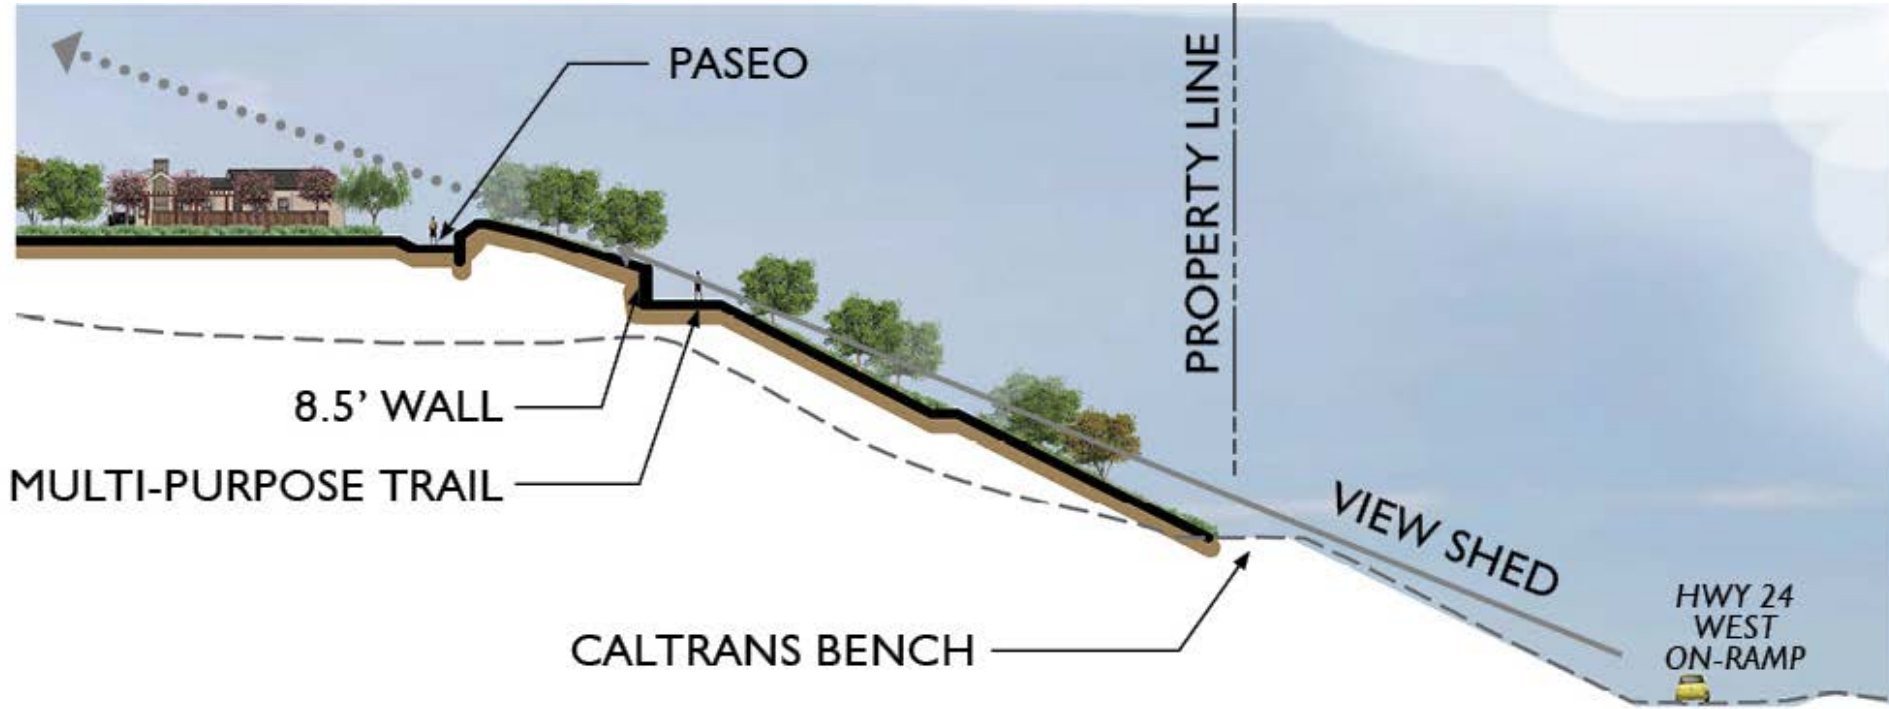 PASEO
PROPERTY LINE
8.5’ WALL
MULTI-PURPOSE TRAIL
VIEW SHED
CALTRANS BENCH
HWY 24
WEST
ON-RAMP